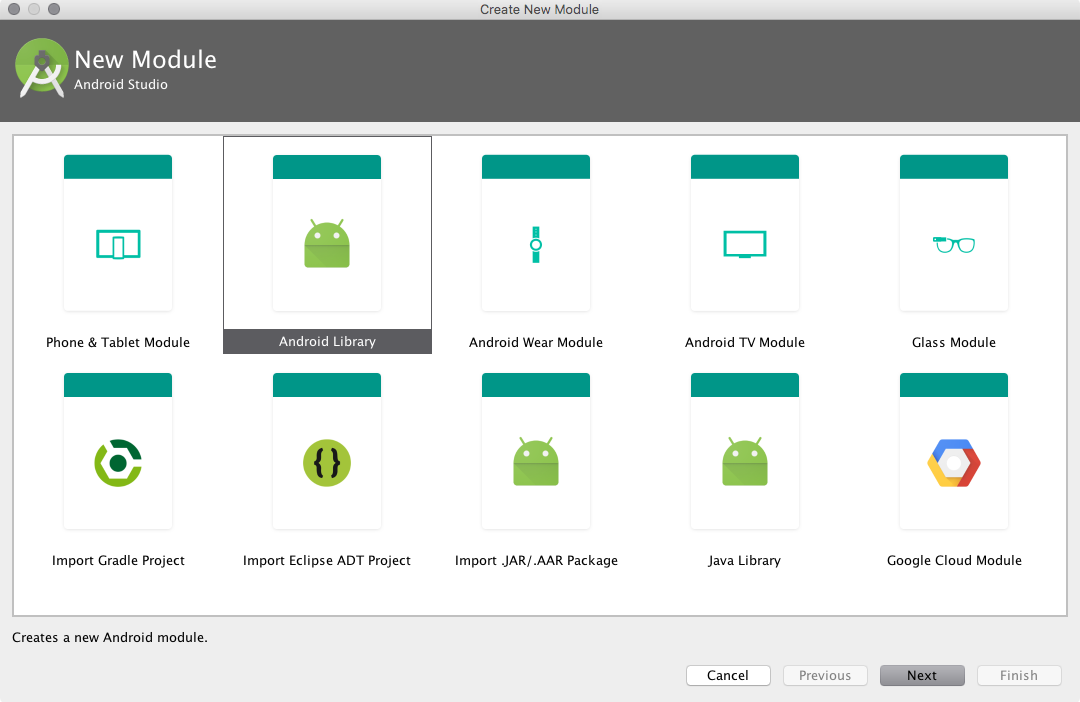 Create New Module
New Module
Android Studio
Phone & Tablet Module
Android Library
Android Wear Module
Android TV Module
Glass Module
{}
Import Gradle Project
Import Eclipse ADT Project
Import .JAR/.AAR Package
Java Library
Google Cloud Module
Creates a new Android module.
Cancel
Previous
Next
Finish